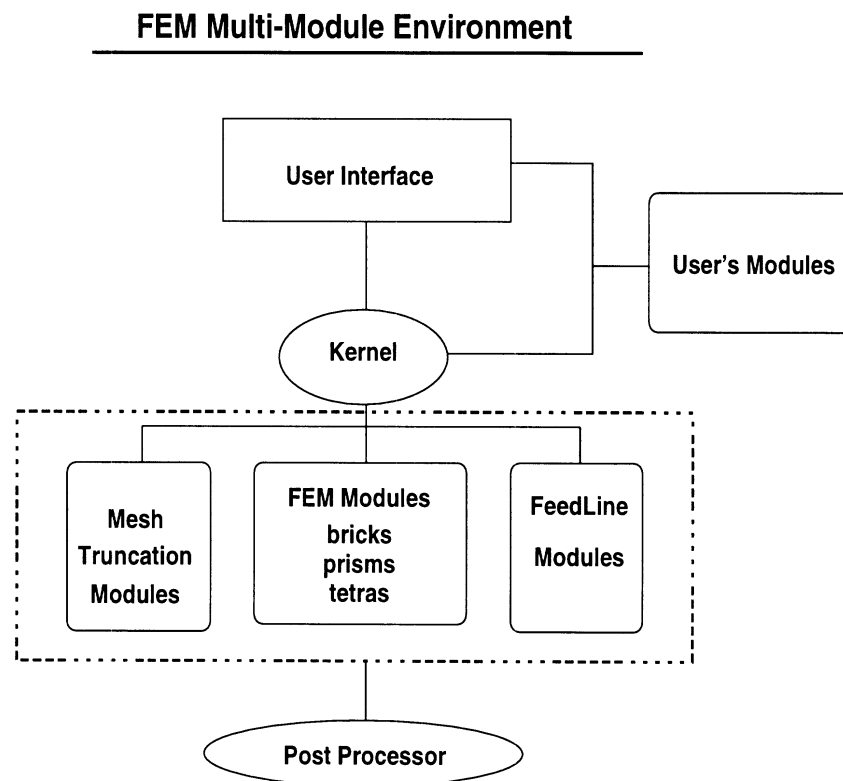 FEM Multi-Module Environment
User Interface
User's Modules
Kernel
Mesh
Truncation
Modules
FEM Modules
bricks
prisms
tetras
FeedLine
Modules
Post Processor